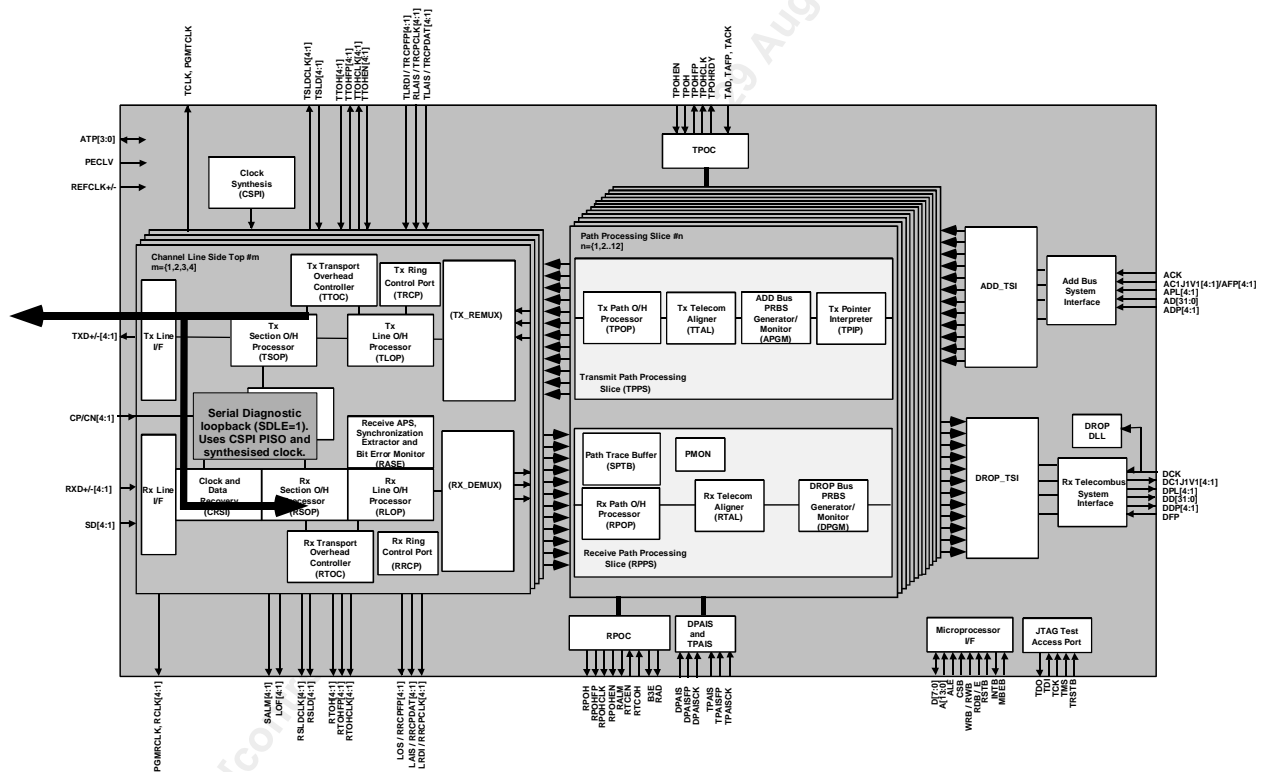 TCLK, PGMTCLK
TSLDCLK[4:1]
TSLD[4:1]
TTOH[4:1]
TTOHFP[4:1]
TTOHCLK[4:1]
TTOHEN[4:1]
TLRDI / TRCPFP[4:1]
RLAIS / TRCPCLK[4:1]
TLAIS / TRCPDAT[4:1]
TPOHEN
TPOH
TPOHFP
TPOHCLK
TPOHRDY
TAD, TAFP, TACK
29 Aug
ATP[3:0]
PECLV
REFCLK+/-
Clock
Synthesis
(CSPI)
TPOC
Channel Line Side Top #m
m={1,2,3,4}
Tx Transport
Overhead
Controller
(TTOC)
Tx Ring
Control Port
(TRCP)
(TX_REMUX)
Tx Line
I/F
Tx
Section O/H
Processor
(TSOP)
Tx
Line O/H
Processor
(TLOP)
TXD+/-[4:1]
CP/CN[4:1]
RXD+/-[4:1]
SD[4:1]
Serial Diagnostic
loopback (SDLE=1).
Uses CSPI PISO and
synthesised clock.
Receive APS,
Synchronization
Extractor and
Bit Error Monitor
(RASE)
Rx Line
I/F
Clock and
Data
Recovery
(CRSI)
Rx
Section O/H
Processor
(RSOP)
Rx
Line O/H
Processor
(RLOP)
(RX_DEMUX)
Rx Transport
Overhead
Controller
(RTOC)
Rx Ring
Control Port
(RRCP)
Path Processing Slice #n
n={1,2..12]
Tx Path O/H
Processor
(TPOP)
Tx Telecom
Aligner
(TTAL)
ADD Bus
PRBS
Generator/
Monitor
(APGM)
Tx Pointer
Interpreter
(TPIP)
Transmit Path Processing
Slice (TPPS)
Path Trace Buffer
(SPTB)
PMON
Rx Path O/H
Processor
(RPOP)
Rx Telecom
Aligner
(RTAL)
DROP Bus
PRBS
Generator/
Monitor
(DPGM)
Receive Path Processing
Slice (RPPS)
ADD_TSI
Add Bus
System
Interface
ACK
AC1J1V1[4:1]/AFP[4:1]
APL[4:1]
AD[31:0]
ADP[4:1]
DROP_TSI
DROP
DLL
Rx Telecombus
System
Interface
DCK
DC1J1V1[4:1]
DPL[4:1]
DD[31:0]
DDP[4:1]
DFP
RPOC
DPAIS
and
TPAIS
Microprocessor
I/F
JTAG Test
Access Port
PGMRCLK, RCLK[4:1]
SALM[4:1]
LOF[4:1]
RSLDCLK[4:1]
RSLD[4:1]
RTOH[4:1]
RTOHFP[4:1]
RTOHCLK[4:1]
LOS / RRCPFP[4:1]
LAIS / RRCPDAT[4:1]
LRDI / RRCPCLK[4:1]
RPOH
RPOHFP
RPOHCLK
RPOHEN
RALM
RTCEN
RTCOH
B3E
RAD
DPAIS
DPAISFP
DPAISCK
TPAIS
TPAISFP
TPAISCK
D[7:0]
A[13:0]
ALE
CSB
WRB / RWB
RDB / E
RSTB
INTB
MBEB
TDO
TDI
TCK
TMS
TRSTB